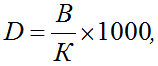 D = В/К × 1000,